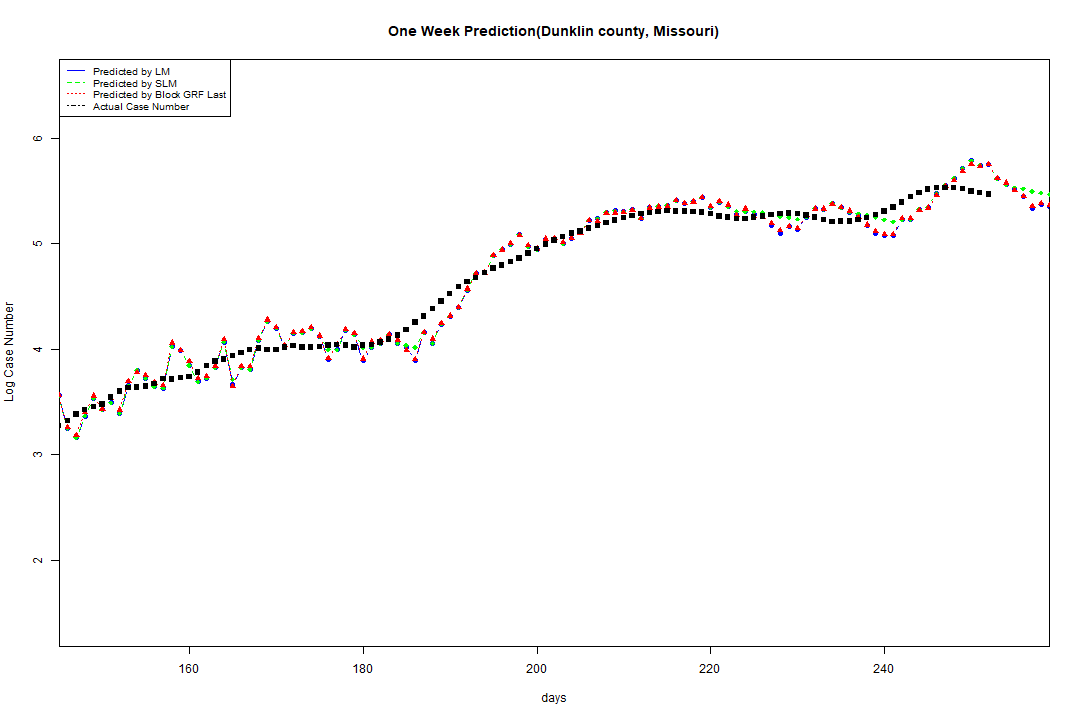 One Week Prediction(Dunklin county, Missouri)
Predicted by LM
Predicted by SLM
Predicted by Block GRF Last
Actual Case Number
6
5
4
3
2
Log Case Number
160 180 200 220 240
days